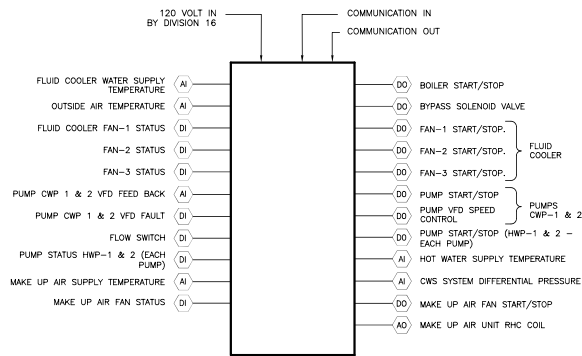 120 VOLT IN
BY DIVISION 16
COMMUNICATION IN
COMMUNICATION OUT
FLUID COOLER WATER SUPPLY
TEMPERATURE
AI
OUTSIDE AIR TEMPERATURE
AI
FLUID COOLER FAN-1 STATUS
DI
FAN-2 STATUS
DI
FAN-3 STATUS
DI
PUMP CWP 1 & 2 VFD FEED BACK
AI
PUMP CWP 1 & 2 VFD FAULT
DI
FLOW SWITCH
DI
PUMP STATUS HWP-1 & 2 (EACH
PUMP)
DI
MAKE UP AIR SUPPLY TEMPERATURE
AI
MAKE UP AIR FAN STATUS
DI
DO
BOILER START/STOP
DO
BYPASS SOLENOID VALVE
DO
FAN-1 START/STOP.
DO
FAN-2 START/STOP.
DO
FAN-3 START/STOP.
FLUID
COOLER
DO
PUMP START/STOP
DO
PUMP VFD SPEED
CONTROL
PUMPS
CWP-1 & 2
DO
PUMP START/STOP (HWP-1 & 2 -
EACH PUMP)
AI
HOT WATER SUPPLY TEMPERATURE
AI
CWS SYSTEM DIFFERENTIAL PRESSURE
DO
MAKE UP AIR FAN START/STOP
AO
MAKE UP AIR UNIT RHC COIL